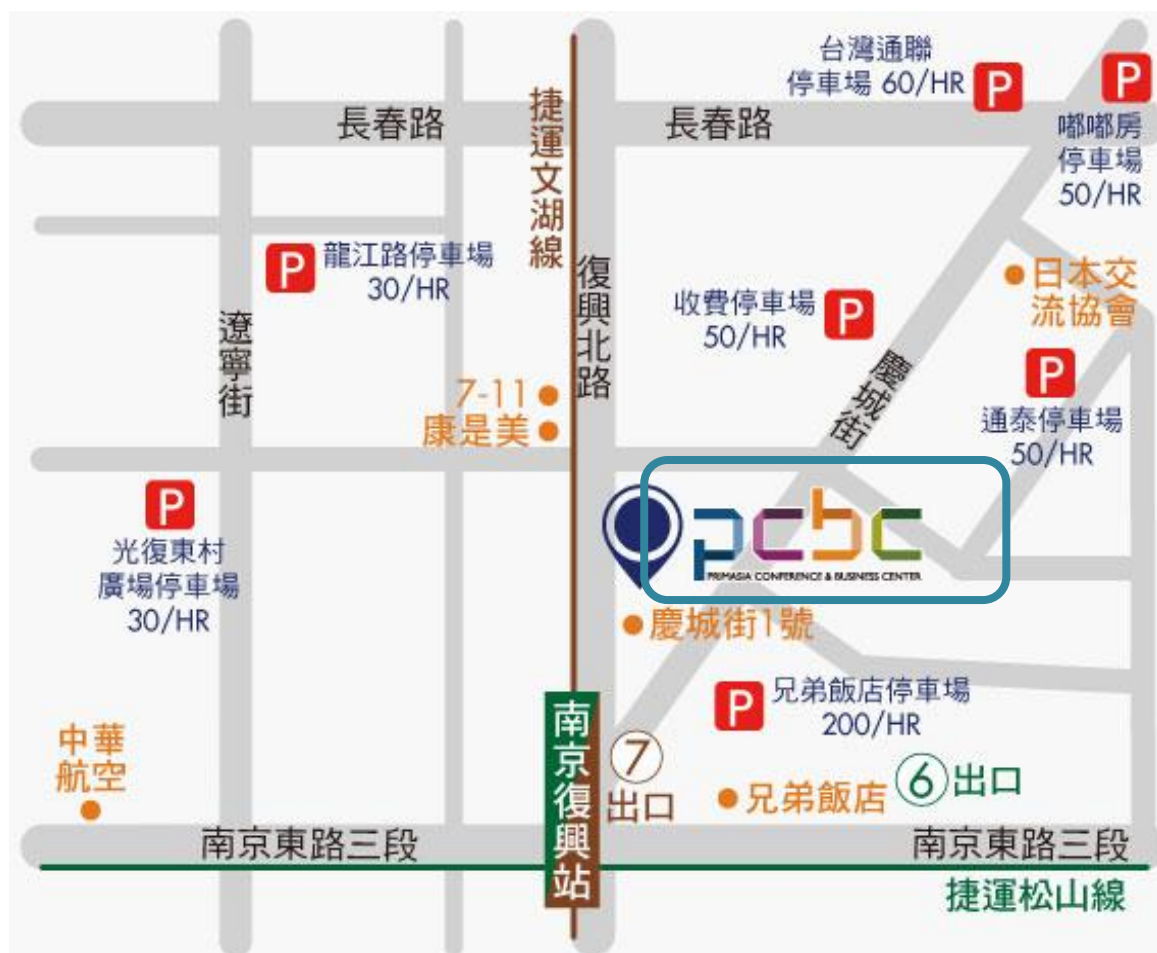 台灣通聯
停車場 60/HR
P
P
長春路
捷運文湖線
長春路
嘟嘟房
停車場
50/HR
P
龍江路停車場
30/HR
復興北路
收費停車場
50/HR
P
日本交
流協會
遼寧街
慶城街
P
7-11
康是美
通泰停車場
50/HR
P
光復東村
廣場停車場
30/HR
pcbc
PRIMASIA CONFERENCE & BUSINESS CENTER
慶城街1號
P
兄弟飯店停車場
200/HR
南京復興站
中華
航空
7
出口
兄弟飯店
6出口
南京東路三段
南京東路三段
捷運松山線